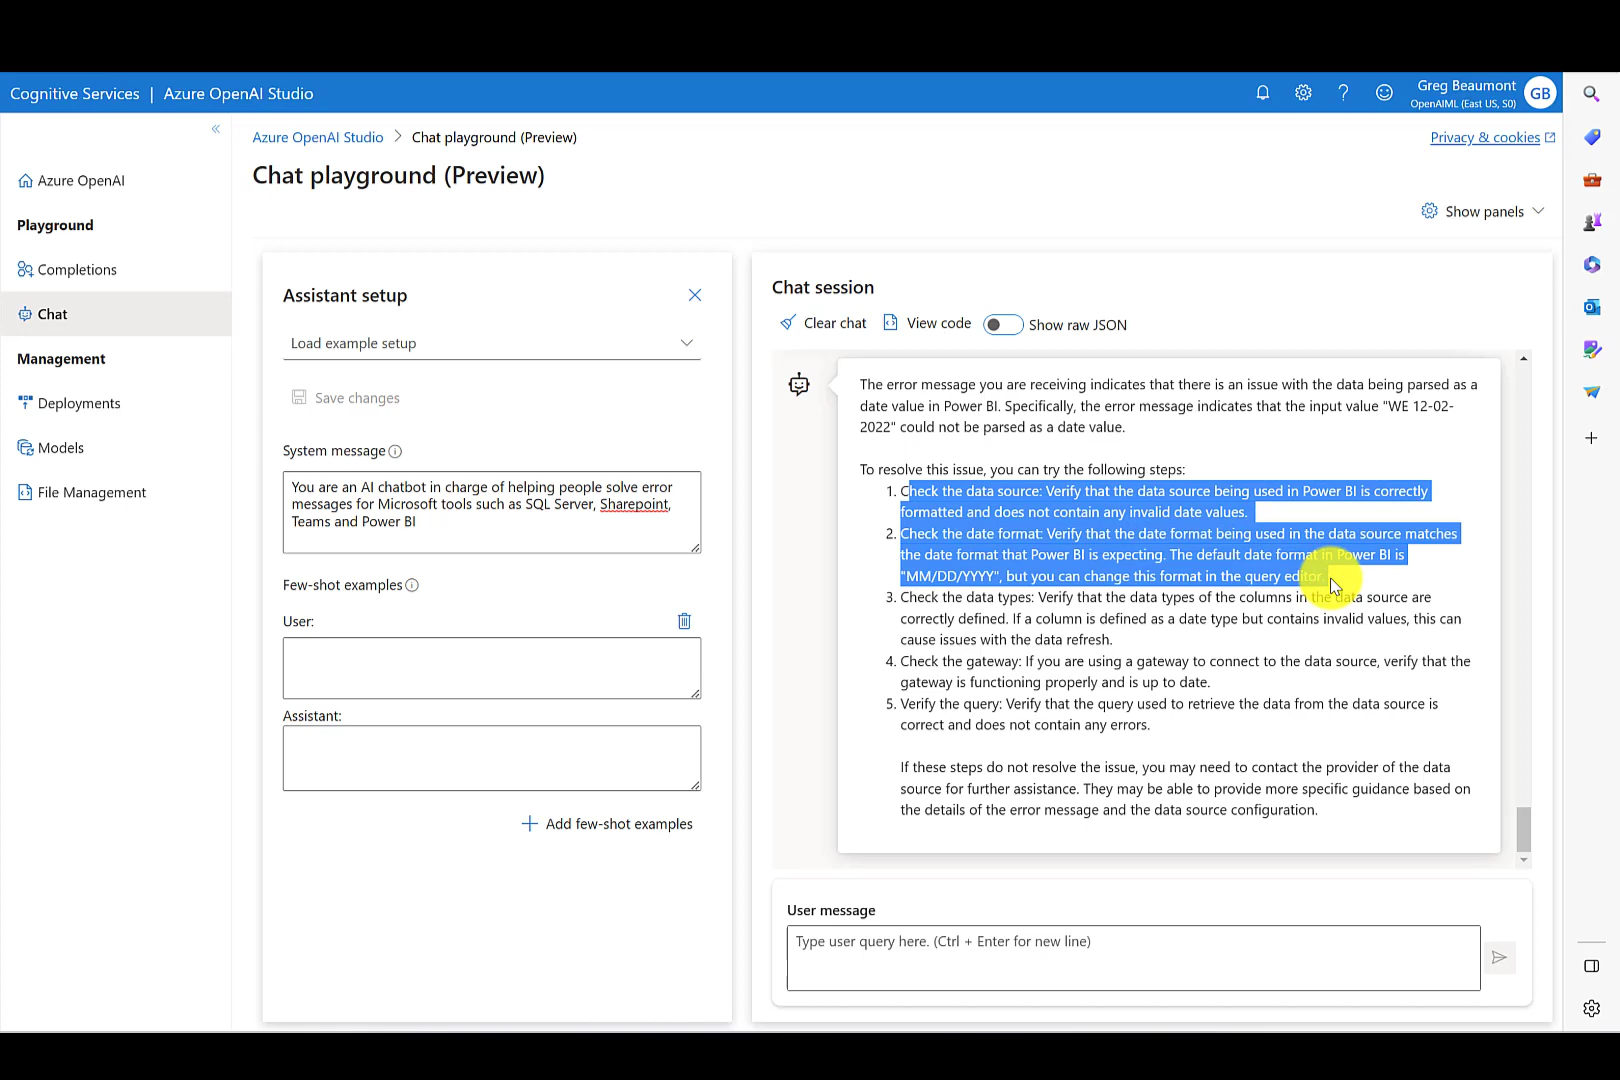 Cognitive Services | Azure OpenAI Studio
Greg Beaumont
OpenAIML (East US, S0)
GB
Azure OpenAI Studio > Chat playground (Preview)
Privacy & cookies
Chat playground (Preview)
Show panels
Azure OpenAI
Playground
Completions
Chat
Management
Deployments
Models
File Management
Assistant setup
Load example setup
Save changes
System message
You are an AI chatbot in charge of helping people solve error
messages for Microsoft tools such as SQL Server, Sharepoint,
Teams and Power BI
Few-shot examples
User:
Assistant:
Add few-shot examples
Chat session
Clear chat
View code
Show raw JSON
The error message you are receiving indicates that there is an issue with the data being parsed as a
date value in Power BI. Specifically, the error message indicates that the input value "WE 12-02-
2022" could not be parsed as a date value.
To resolve this issue, you can try the following steps:
1. Check the data source: Verify that the data source being used in Power BI is correctly
formatted and does not contain any invalid date values.
2. Check the date format: Verify that the date format being used in the data source matches
the date format that Power BI is expecting. The default date format in Power BI is
"MM/DD/YYYY", but you can change this format in the query editor.
3. Check the data types: Verify that the data types of the columns in the data source are
correctly defined. If a column is defined as a date type but contains invalid values, this can
cause issues with the data refresh.
4. Check the gateway: If you are using a gateway to connect to the data source, verify that the
gateway is functioning properly and is up to date.
5. Verify the query: Verify that the query used to retrieve the data from the data source is
correct and does not contain any errors.
If these steps do not resolve the issue, you may need to contact the provider of the data
source for further assistance. They may be able to provide more specific guidance based on
the details of the error message and the data source configuration.
User message
Type user query here. (Ctrl + Enter for new line)